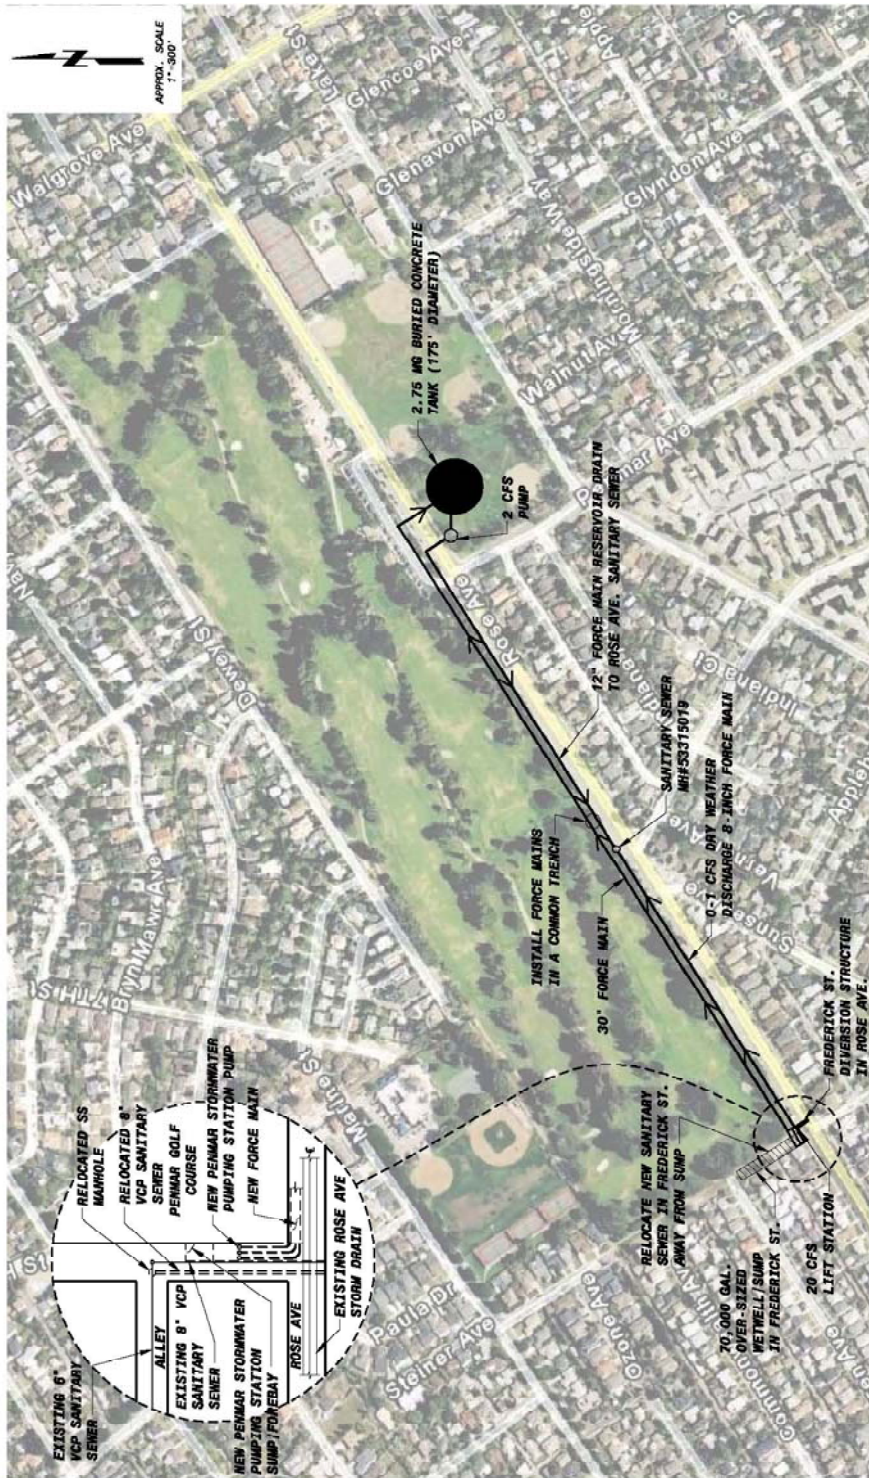 APPROX. SCALE
1"=300'
Walgrove Ave
Lake St
Glencoe Ave
Glenavon Ave
Glyndon Ave
Morningside Way
Walnut Ave
Dewey St
Bryn Mawr Ave
7TH St
Marine St
Paula Dr
Steiner Ave
Ozone Ave
Rose Ave
Indiana Ct
EXISTING 6"
VCP SANITARY
SEWER
RELOCATED SS
MANHOLE
RELOCATED 8"
VCP SANITARY
SEWER
PENMAR GOLF
COURSE
NEW PENMAR STORMWATER
PUMPING STATION PUMP
NEW FORCE MAIN
ALLEY
EXISTING 8" VCP
SANITARY
SEWER
NEW PENMAR STORMWATER
PUMPING STATION
SUMP/FOREBAY
ROSE AVE
EXISTING ROSE AVE
STORM DRAIN
2.75 MG BURIED CONCRETE
TANK (175' DIAMETER)
2 CFS
PUMP
12" FORCE MAIN RESERVOIR DRAIN
TO ROSE AVE. SANITARY SEWER
SANITARY SEWER
MH#53315019
INSTALL FORCE MAINS
IN A COMMON TRENCH
30" FORCE MAIN
0-1 CFS DRY WEATHER
DISCHARGE 8-INCH FORCE MAIN
FREDERICK ST.
DIVERSION STRUCTURE
IN ROSE AVE.
RELOCATE NEW SANITARY
SEWER IN FREDERICK ST.
AWAY FROM SUMP
70,000 GAL.
OVER-SIZED
WETWELL/SUMP
IN FREDERICK ST.
20 CFS
LIFT STATION